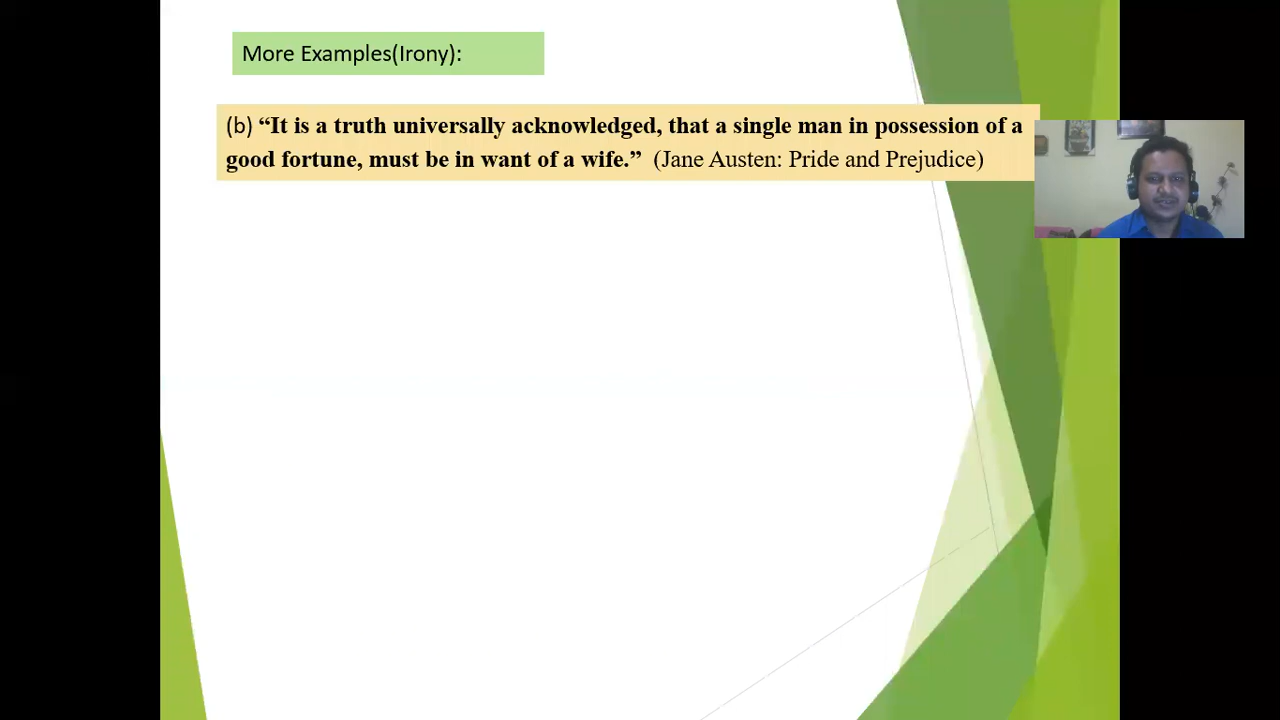 More Examples(Irony):
(b) “It is a truth universally acknowledged, that a single man in possession of a
good fortune, must be in want of a wife.” (Jane Austen: Pride and Prejudice)